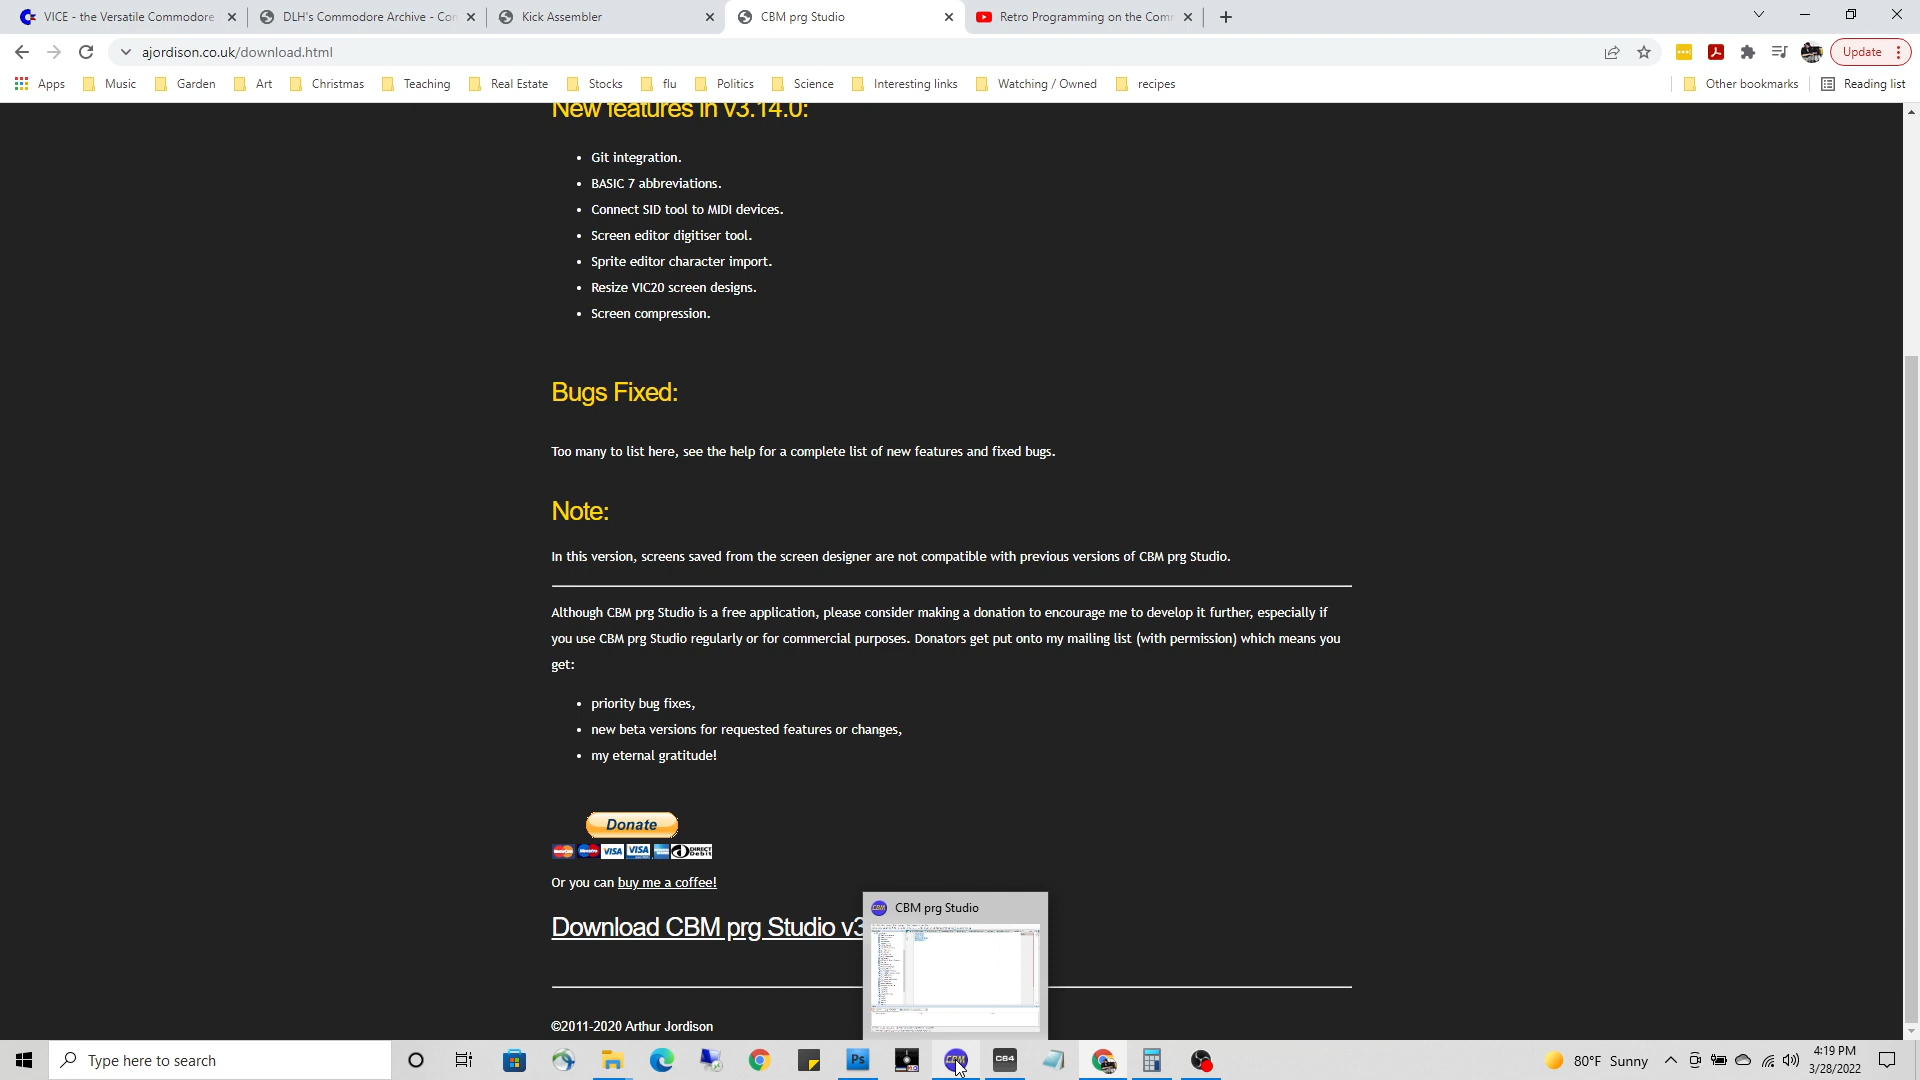 VICE - the Versatile Commodore
DLH's Commodore Archive - Con
Kick Assembler
CBM prg Studio
Retro Programming on the Com
ajordison.co.uk/download.html
Update
Apps
Music
Garden
Art
Christmas
Teaching
Real Estate
Stocks
flu
Politics
Science
Interesting links
Watching / Owned
recipes
Other bookmarks
Reading list
New features in v3.14.0:
• Git integration.
• BASIC 7 abbreviations.
• Connect SID tool to MIDI devices.
• Screen editor digitiser tool.
• Sprite editor character import.
• Resize VIC20 screen designs.
• Screen compression.
Bugs Fixed:
Too many to list here, see the help for a complete list of new features and fixed bugs.
Note:
In this version, screens saved from the screen designer are not compatible with previous versions of CBM prg Studio.
Although CBM prg Studio is a free application, please consider making a donation to encourage me to develop it further, especially if
you use CBM prg Studio regularly or for commercial purposes. Donators get put onto my mailing list (with permission) which means you
get:
• priority bug fixes,
• new beta versions for requested features or changes,
• my eternal gratitude!
Donate
VISA VISA DIRECT Debit
Or you can buy me a coffee!
CBM prg Studio
Download CBM prg Studio v3
©2011-2020 Arthur Jordison
Type here to search
Ps
CBM
C64
80°F Sunny
4:19 PM
3/28/2022